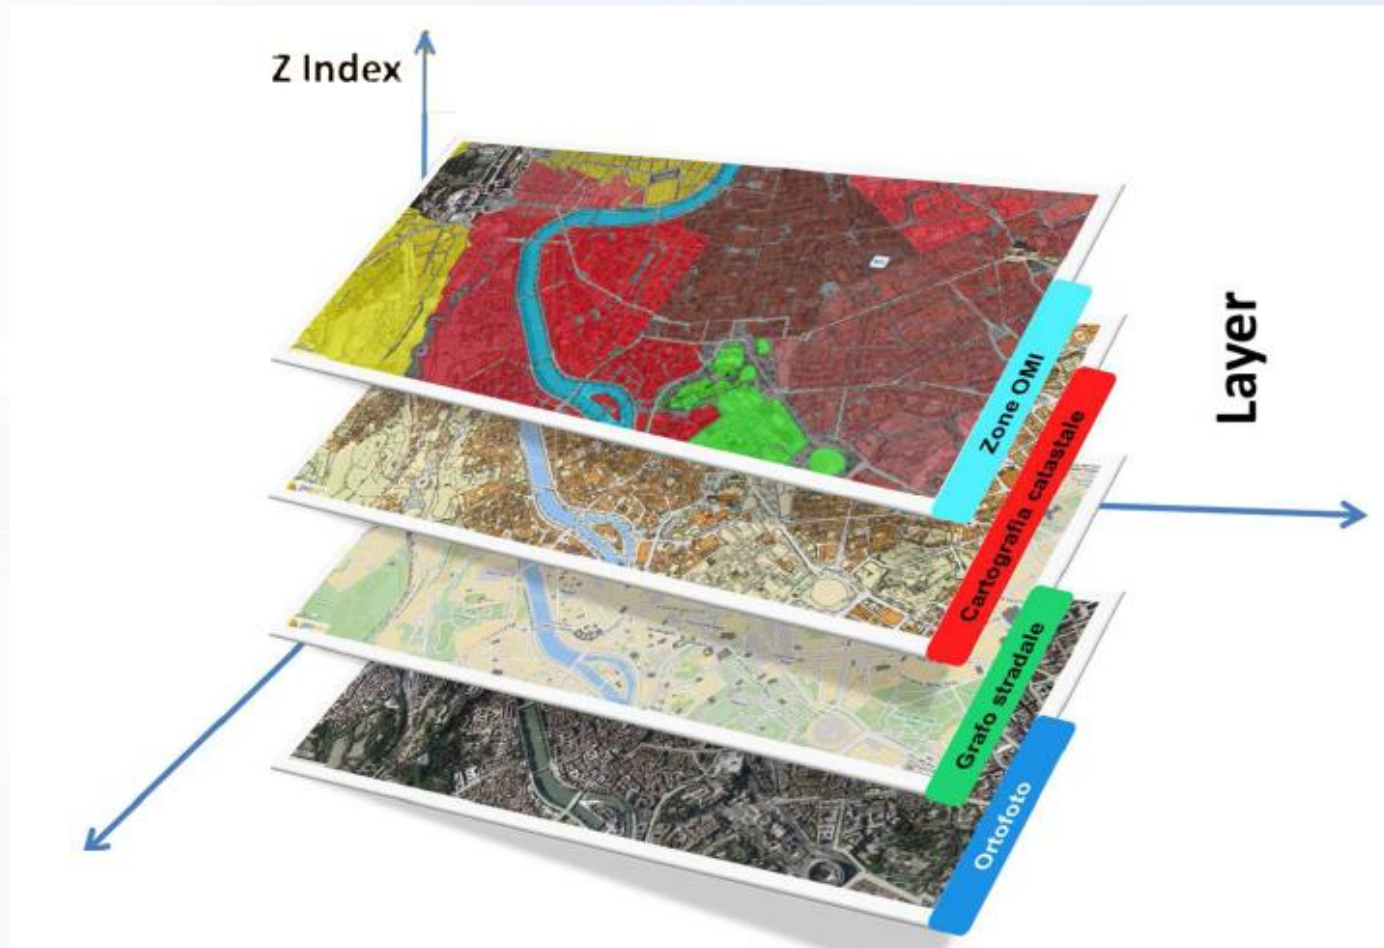 Z Index
Layer
Zone OMI
Cartografia catastale
Grafo stradale
Ortofoto